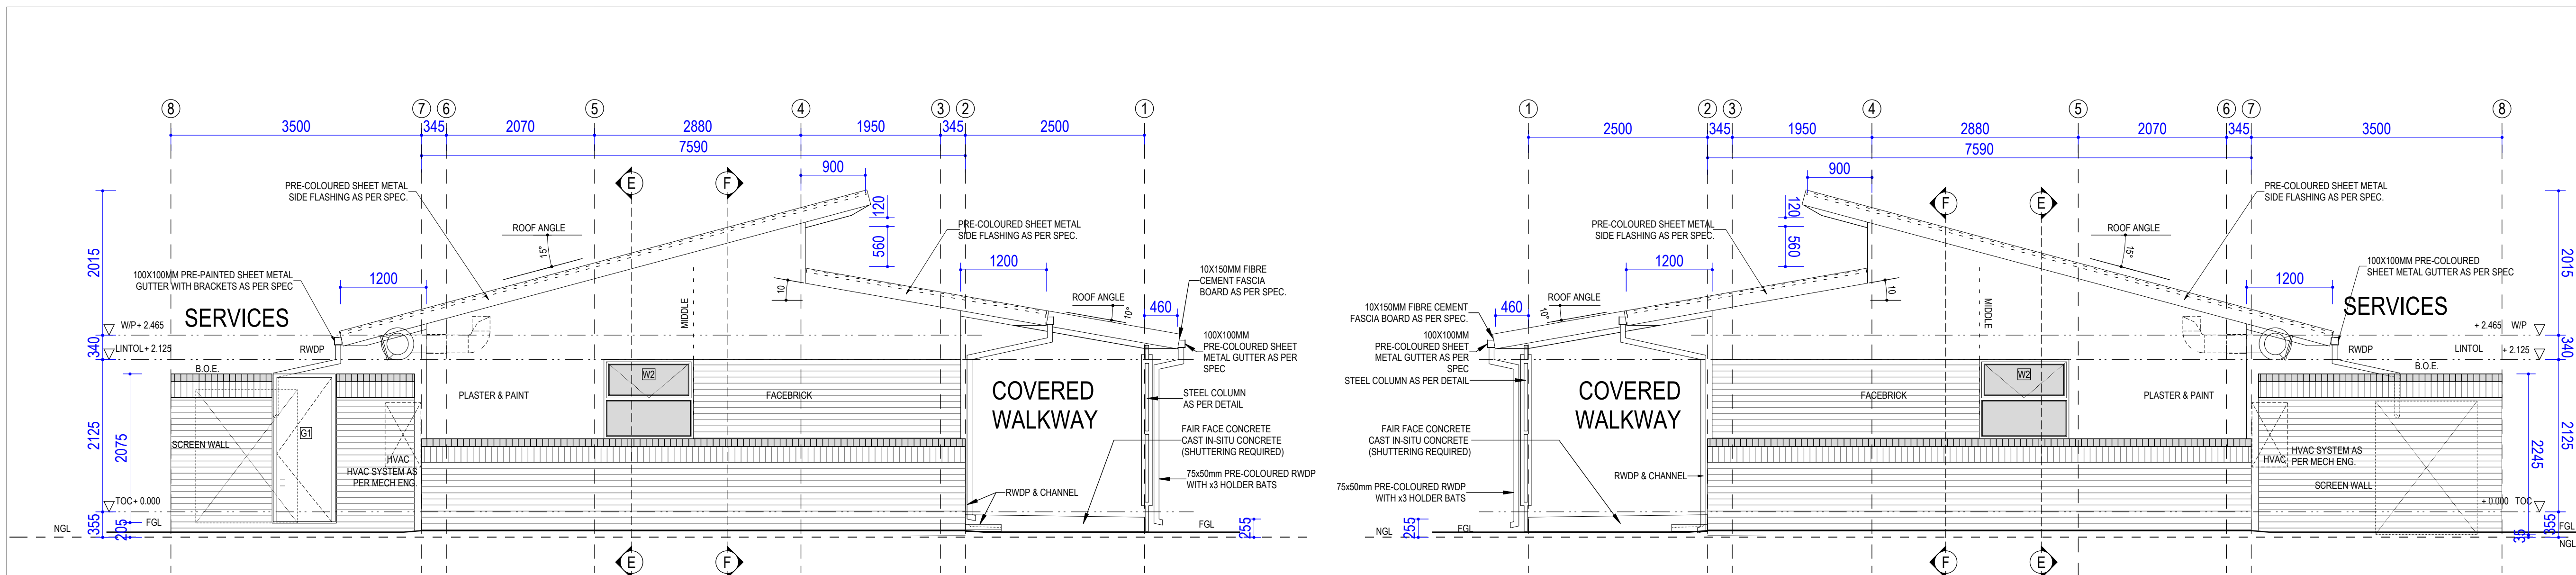 8
7
6
5
4
3
2
1
3500
345
2070
2880
1950
345
2500
7590
900
E
F
PRE-COLOURED SHEET METAL
SIDE FLASHING AS PER SPEC.
120
PRE-COLOURED SHEET METAL
SIDE FLASHING AS PER SPEC.
ROOF ANGLE
15°
560
2015
100X100MM PRE-PAINTED SHEET METAL
GUTTER WITH BRACKETS AS PER SPEC
1200
1200
10X150MM FIBRE
CEMENT FASCIA
BOARD AS PER SPEC.
10
ROOF ANGLE
10°
460
MIDDLE
SERVICES
W/P + 2.465
340
LINTOL + 2.125
RWDP
100X100MM
PRE-COLOURED SHEET
METAL GUTTER AS PER
SPEC
B.O.E.
W2
PLASTER & PAINT
FACEBRICK
COVERED
WALKWAY
STEEL COLUMN
AS PER DETAIL
G1
2125
2075
SCREEN WALL
HVAC
HVAC SYSTEM AS
PER MECH ENG.
FAIR FACE CONCRETE
CAST IN-SITU CONCRETE
(SHUTTERING REQUIRED)
75x50mm PRE-COLOURED RWDP
WITH x3 HOLDER BATS
RWDP & CHANNEL
TOC + 0.000
355
205
FGL
NGL
FGL
255
E
F
1
2
3
4
5
6
7
8
2500
345
1950
2880
2070
345
3500
7590
900
F
E
PRE-COLOURED SHEET METAL
SIDE FLASHING AS PER SPEC.
120
PRE-COLOURED SHEET METAL
SIDE FLASHING AS PER SPEC.
ROOF ANGLE
15°
560
2015
1200
100X100MM PRE-COLOURED
SHEET METAL GUTTER AS PER SPEC
1200
10
460
ROOF ANGLE
10°
10X150MM FIBRE CEMENT
FASCIA BOARD AS PER SPEC.
MIDDLE
SERVICES
+ 2.465 W/P
340
100X100MM
PRE-COLOURED SHEET
METAL GUTTER AS PER
SPEC
RWDP
LINTOL + 2.125
B.O.E.
STEEL COLUMN AS PER DETAIL
W2
COVERED
WALKWAY
FACEBRICK
PLASTER & PAINT
2125
2245
FAIR FACE CONCRETE
CAST IN-SITU CONCRETE
(SHUTTERING REQUIRED)
HVAC
HVAC SYSTEM AS
PER MECH ENG.
RWDP & CHANNEL
75x50mm PRE-COLOURED RWDP
WITH x3 HOLDER BATS
SCREEN WALL
+ 0.000 TOC
355
255
NGL
FGL
FGL
NGL
F
E